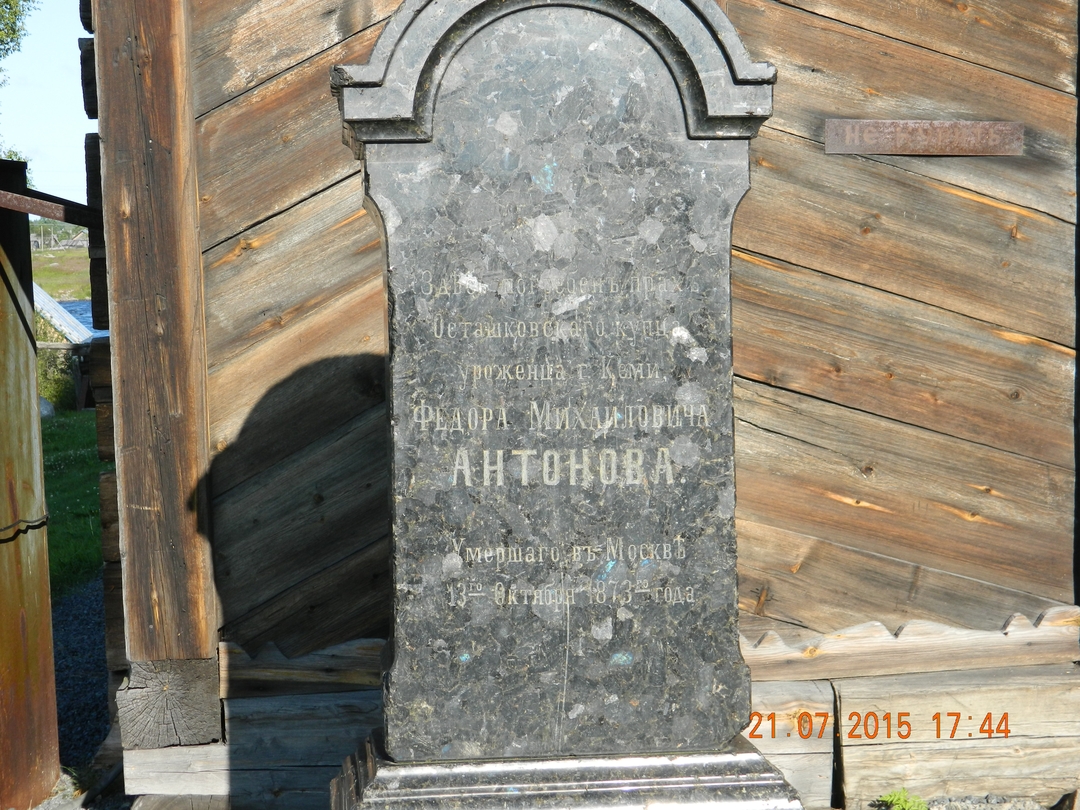 Здѣсь погребенъ прахъ
Осташковскаго купца
уроженца г. Кеми.
ФЕДОРА МИХАИЛОВИЧА
АНТОНОВА.
Умершаго въ Москвѣ
13го Октября 1873го года
21.07.2015 17:44